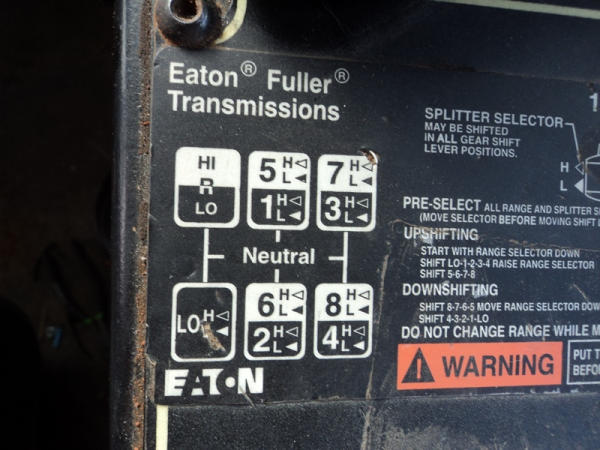 Eaton® Fuller®
Transmissions
HI
R
LO
5 H
L
1 H
L
7 H
L
3 H
L
Neutral
LO H
L
6 H
L
2 H
L
8 H
L
4 H
L
EATON
1
SPLITTER SELECTOR
MAY BE SHIFTED
IN ALL GEAR SHIFT
LEVER POSITIONS.
H
L
PRE-SELECT ALL RANGE AND SPLITTER
(MOVE SELECTOR BEFORE MOVING SHIFT
UPSHIFTING
START WITH RANGE SELECTOR DOWN
SHIFT LO-1-2-3-4 RAISE RANGE SELECTOR
SHIFT 5-6-7-8
DOWNSHIFTING
SHIFT 8-7-6-5 MOVE RANGE SELECTOR DOW
SHIFT 4-3-2-1-LO
DO NOT CHANGE RANGE WHILE M
WARNING
PUT T
BEFO